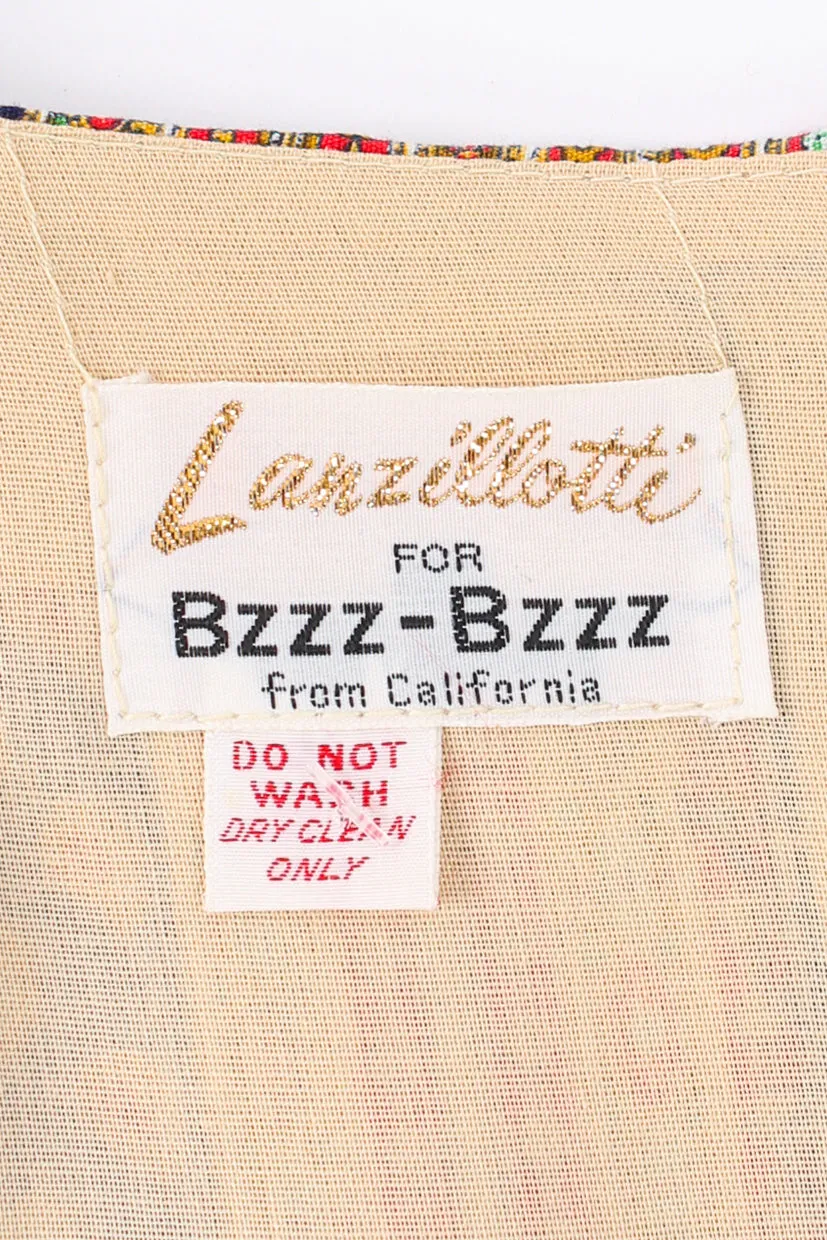 Lanzillotti
FOR
Bzzz-Bzzz
from California
DO NOT
WASH
DRY CLEAN
ONLY